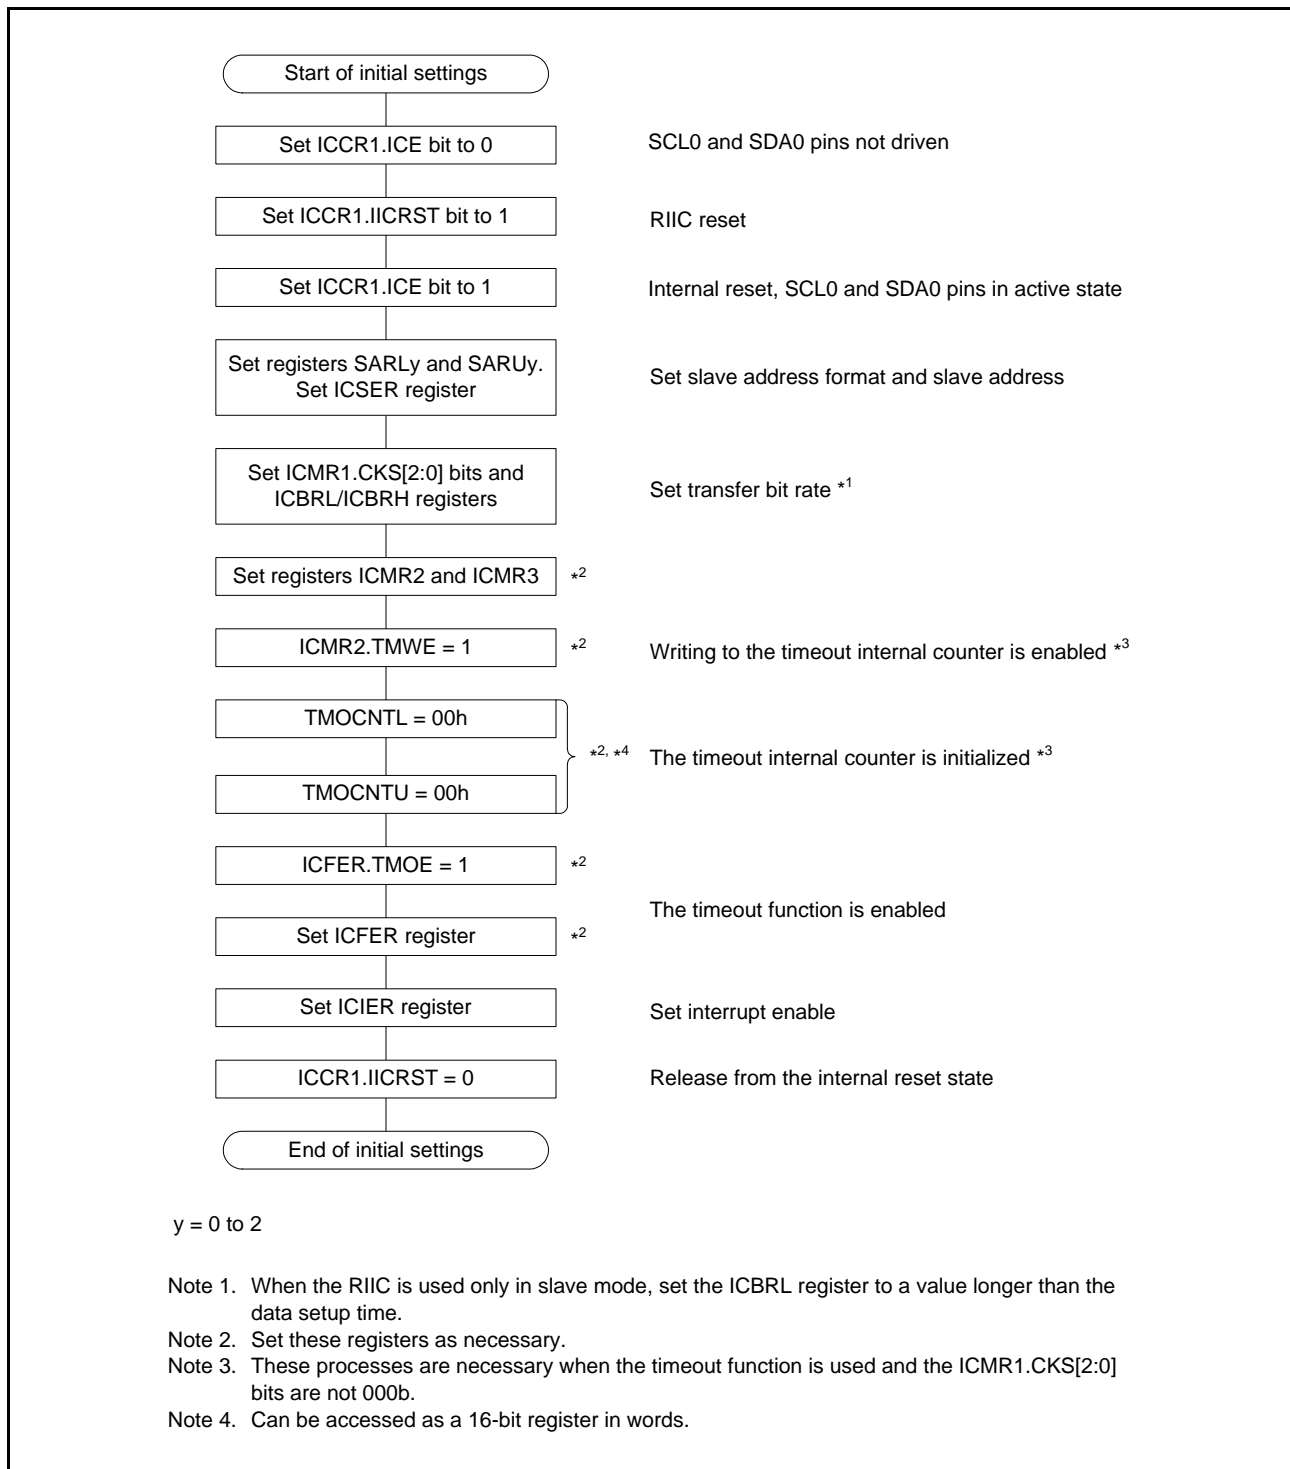 Start of initial settings
Set ICCR1.ICE bit to 0
SCL0 and SDA0 pins not driven
Set ICCR1.IICRST bit to 1
RIIC reset
Set ICCR1.ICE bit to 1
Internal reset, SCL0 and SDA0 pins in active state
Set registers SARLy and SARUy.
Set ICSER register
Set slave address format and slave address
Set ICMR1.CKS[2:0] bits and
ICBRL/ICBRH registers
Set transfer bit rate *1
Set registers ICMR2 and ICMR3 *2
ICMR2.TMWE = 1 *2
Writing to the timeout internal counter is enabled *3
TMOCNTL = 00h
*2, *4 The timeout internal counter is initialized *3
TMOCNTU = 00h
ICFER.TMOE = 1 *2
The timeout function is enabled
Set ICFER register *2
Set ICIER register
Set interrupt enable
ICCR1.IICRST = 0
Release from the internal reset state
End of initial settings
y = 0 to 2
Note 1. When the RIIC is used only in slave mode, set the ICBRL register to a value longer than the
data setup time.
Note 2. Set these registers as necessary.
Note 3. These processes are necessary when the timeout function is used and the ICMR1.CKS[2:0]
bits are not 000b.
Note 4. Can be accessed as a 16-bit register in words.